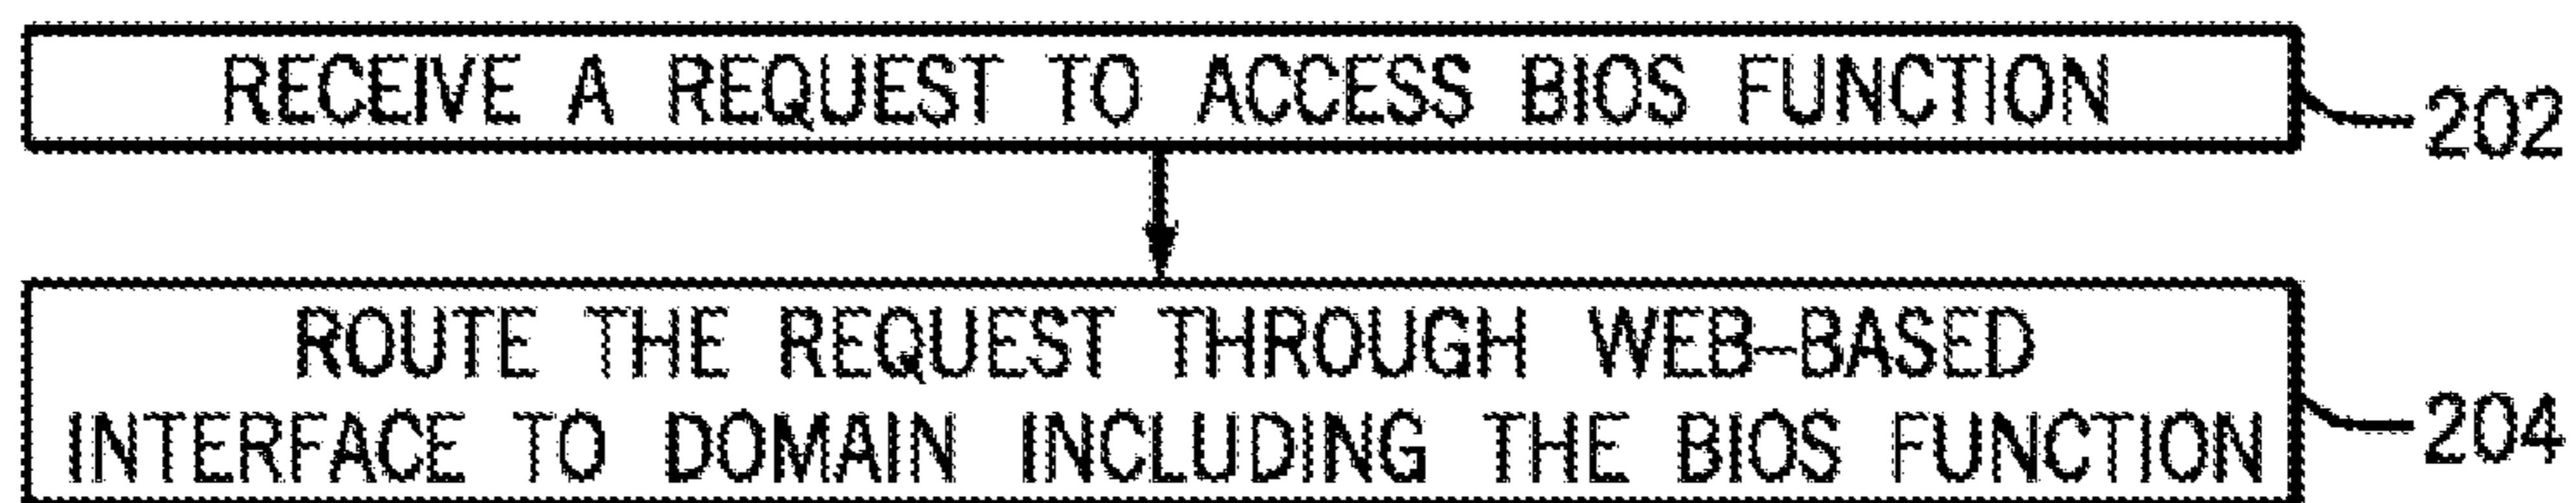 RECEIVE A REQUEST TO ACCESS BIOS FUNCTION
202
ROUTE THE REQUEST THROUGH WEB-BASED
INTERFACE TO DOMAIN INCLUDING THE BIOS FUNCTION
204